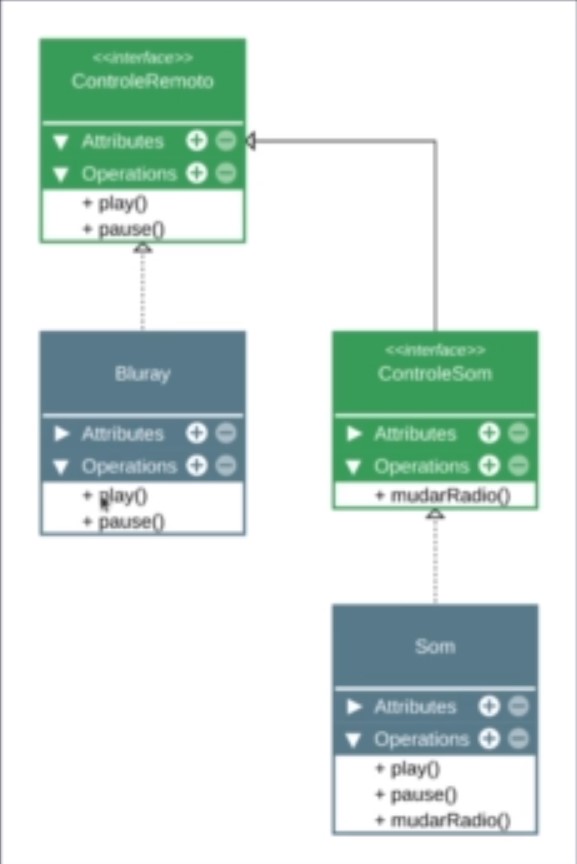 <<interface>>
ControleRemoto
Attributes
Operations
+ play()
+ pause()
Bluray
Attributes
Operations
+ play()
+ pause()
<<interface>>
ControleSom
Attributes
Operations
+ mudarRadio()
Som
Attributes
Operations
+ play()
+ pause()
+ mudarRadio()